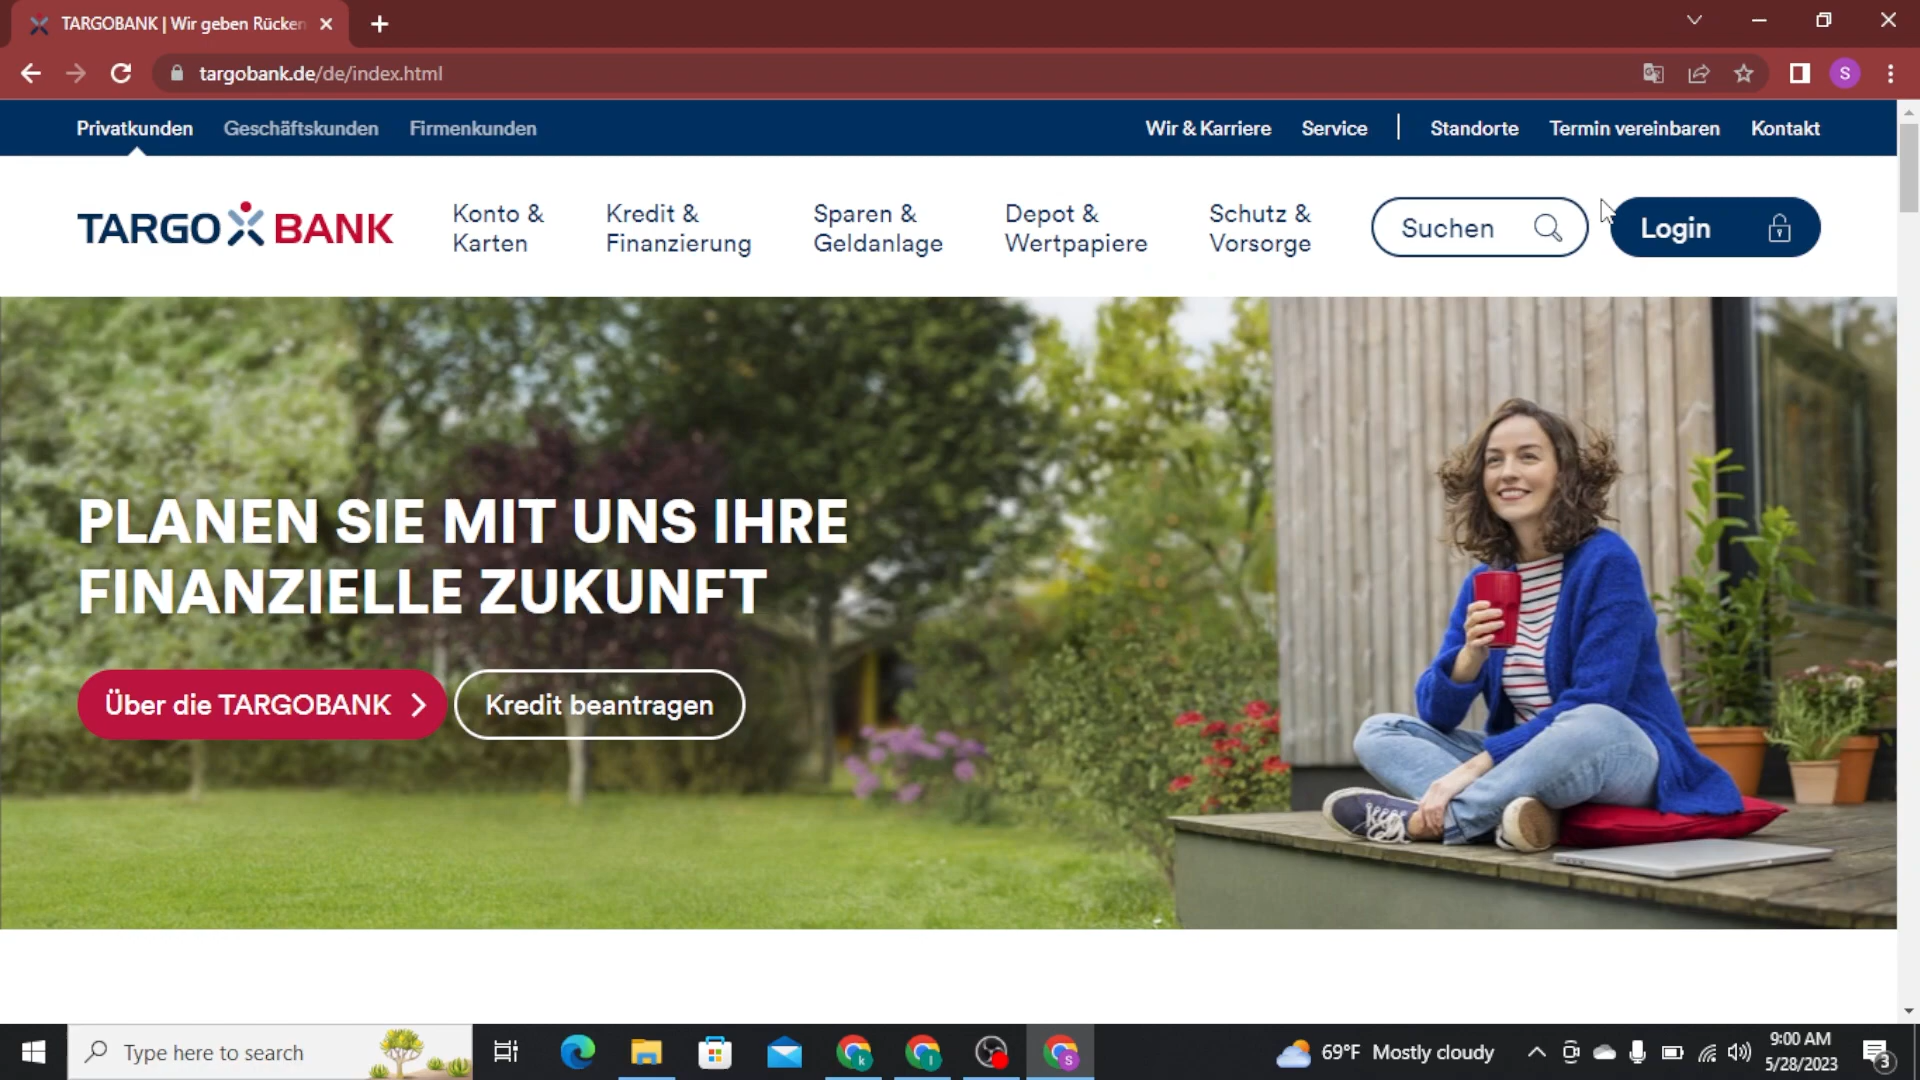 TARGOBANK | Wir geben Rücken
targobank.de/de/index.html
S
Privatkunden Geschäftskunden Firmenkunden Wir & Karriere Service Standorte Termin vereinbaren Kontakt
TARGO BANK
Konto &
Karten
Kredit &
Finanzierung
Sparen &
Geldanlage
Depot &
Wertpapiere
Schutz &
Vorsorge
Suchen
Login
PLANEN SIE MIT UNS IHRE
FINANZIELLE ZUKUNFT
Über die TARGOBANK
Kredit beantragen
Type here to search
k
l
S
69°F Mostly cloudy
9:00 AM
5/28/2023
3